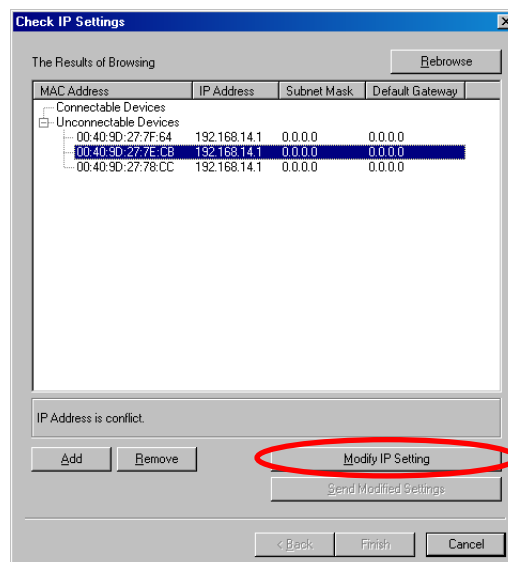 Check IP Settings
The Results of Browsing
Rebrowse
MAC Address IP Address Subnet Mask Default Gateway
Connectable Devices
Unconnectable Devices
00:40:9D:27:7F:64 192.168.14.1 0.0.0.0 0.0.0.0
00:40:9D:27:7E:CB 192.168.14.1 0.0.0.0 0.0.0.0
00:40:9D:27:78:CC 192.168.14.1 0.0.0.0 0.0.0.0
IP Address is conflict.
Add Remove Modify IP Setting
Send Modified Settings
< Back Finish Cancel